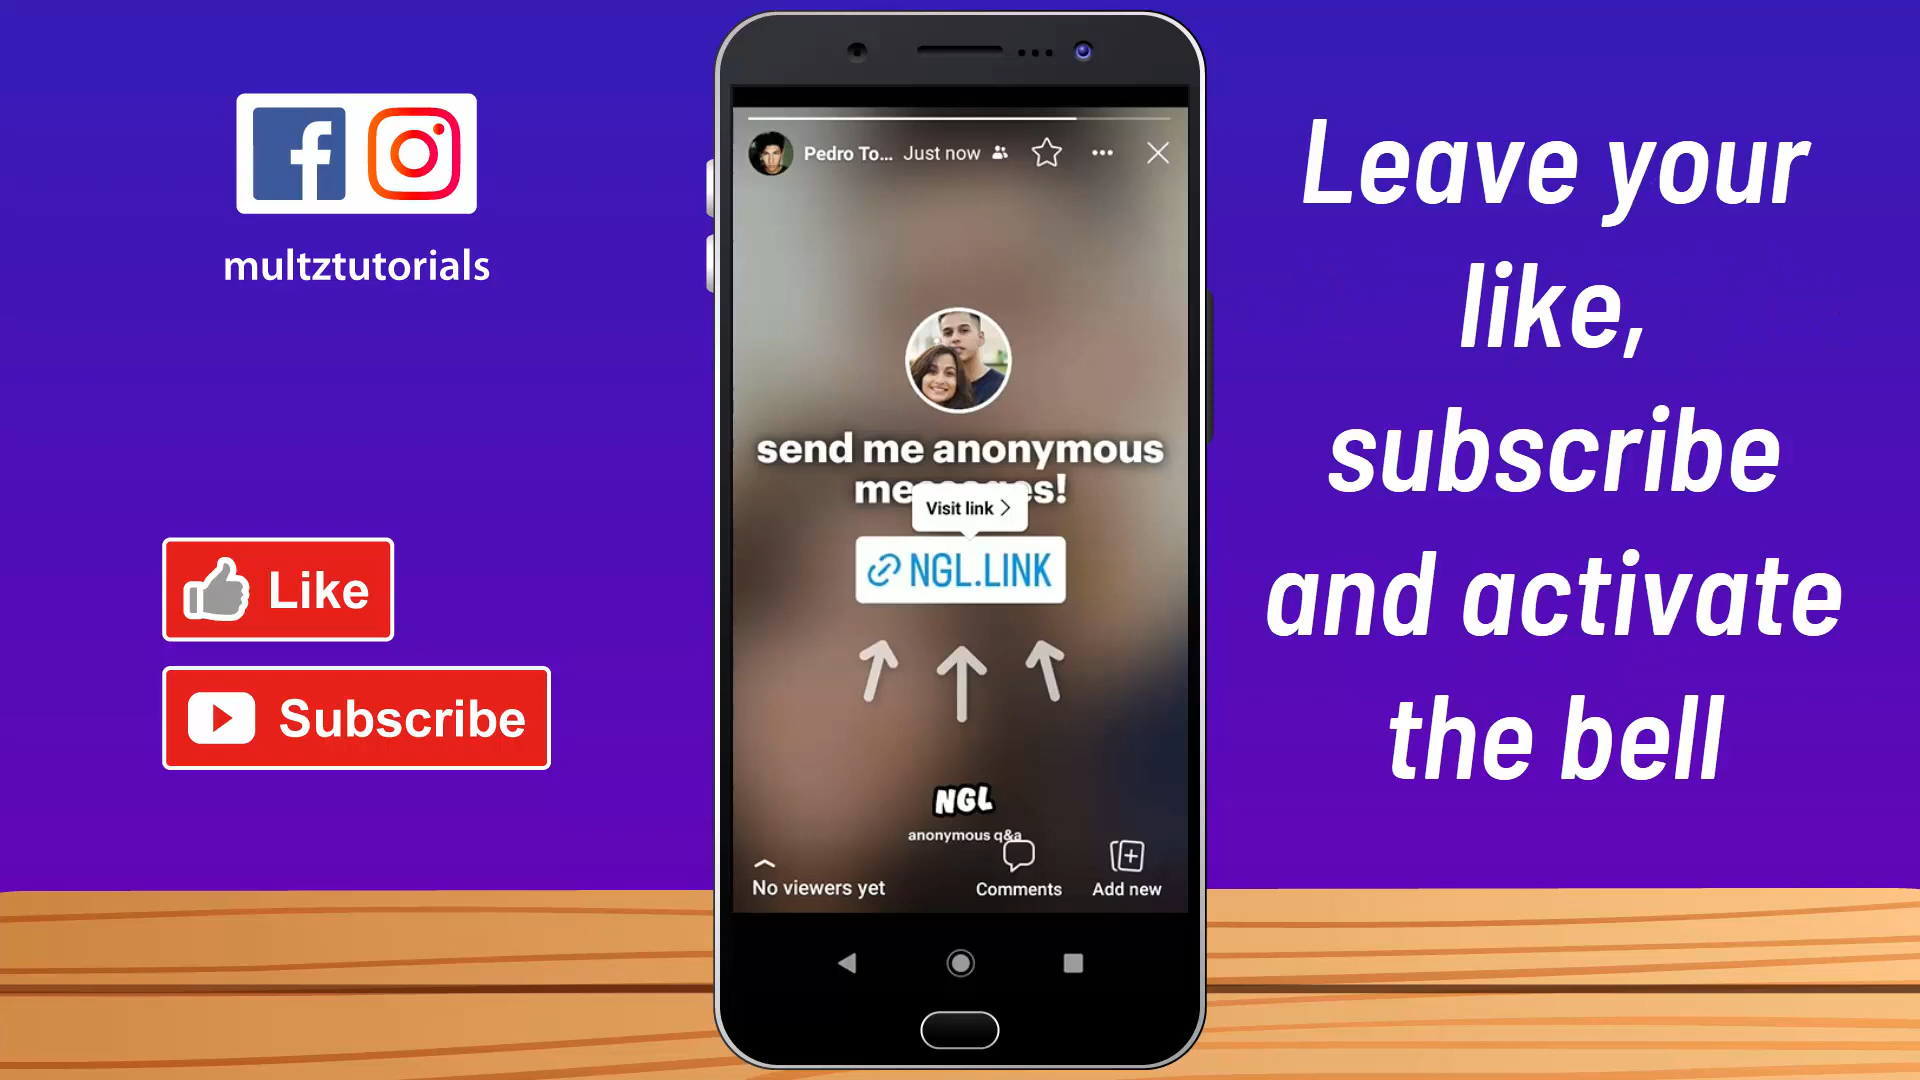 multztutorials
Like
Subscribe
Pedro To... Just now
send me anonymous
Visit link
NGL.LINK
NGL
anonymous q&a
No viewers yet
Comments
Add new
Leave your
like,
subscribe
and activate
the bell